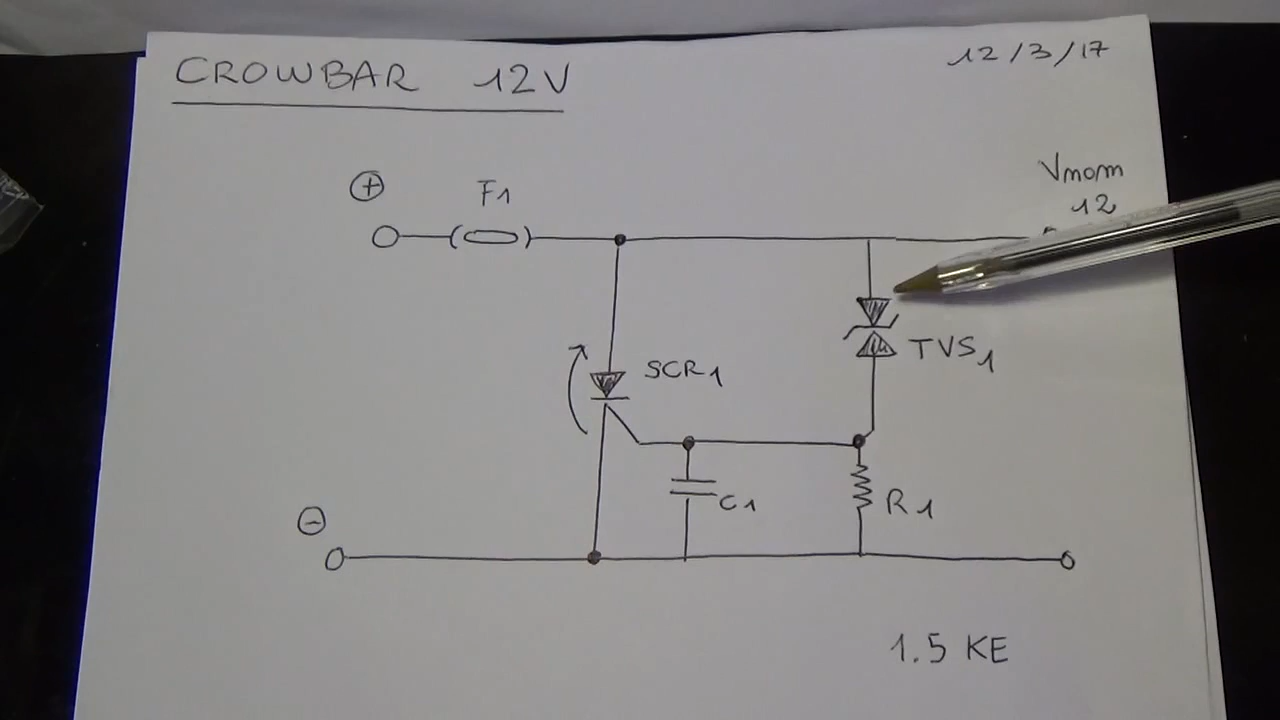 CROWBAR 12V
12/3/17
Vnom
12
+
F1
SCR1
TVS1
C1
R1
-
1.5 KE